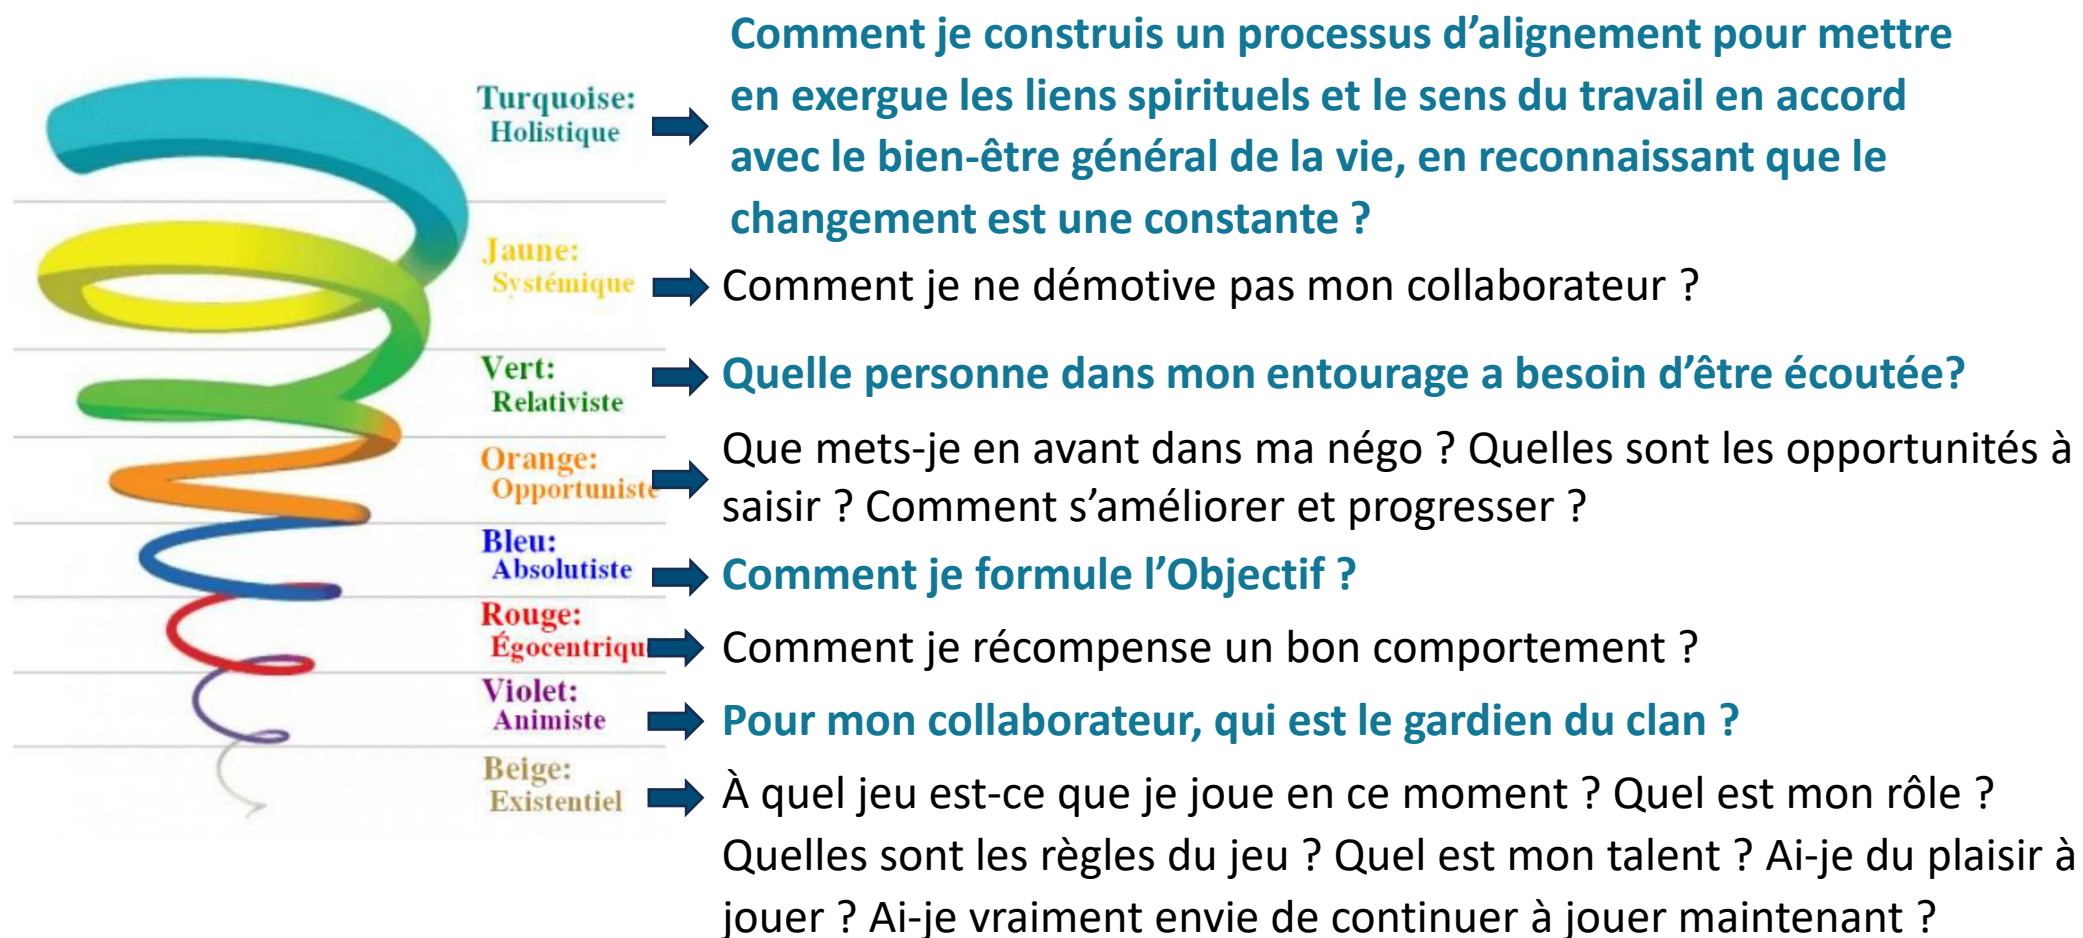 Comment je construis un processus d’alignement pour mettre
en exergue les liens spirituels et le sens du travail en accord
avec le bien-être général de la vie, en reconnaissant que le
changement est une constante ?
Turquoise:
Holistique
Jaune:
Systémique
Comment je ne démotive pas mon collaborateur ?
Vert:
Relativiste
Quelle personne dans mon entourage a besoin d’être écoutée?
Orange:
Opportuniste
Que mets-je en avant dans ma négo ? Quelles sont les opportunités à
saisir ? Comment s’améliorer et progresser ?
Bleu:
Absolutiste
Comment je formule l’Objectif ?
Rouge:
Égocentriqu
Comment je récompense un bon comportement ?
Violet:
Animiste
Pour mon collaborateur, qui est le gardien du clan ?
Beige:
Existentiel
À quel jeu est-ce que je joue en ce moment ? Quel est mon rôle ?
Quelles sont les règles du jeu ? Quel est mon talent ? Ai-je du plaisir à
jouer ? Ai-je vraiment envie de continuer à jouer maintenant ?